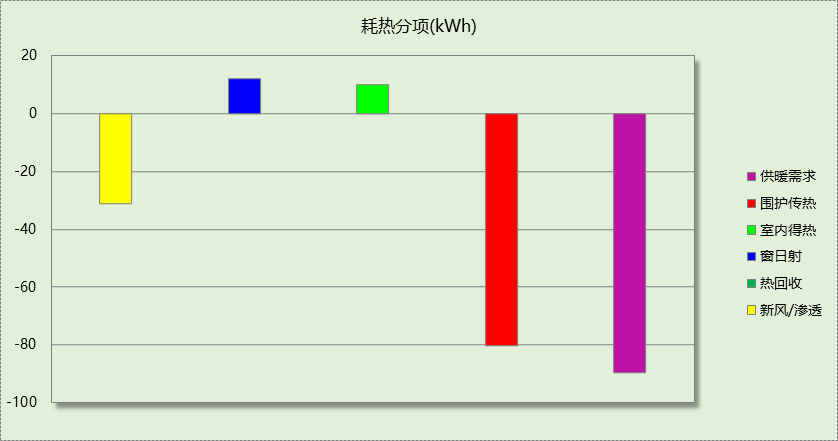 耗热分项(kWh)
20
0
-20
-40
-60
-80
-100
供暖需求
围护传热
室内得热
窗日射
热回收
新风/渗透